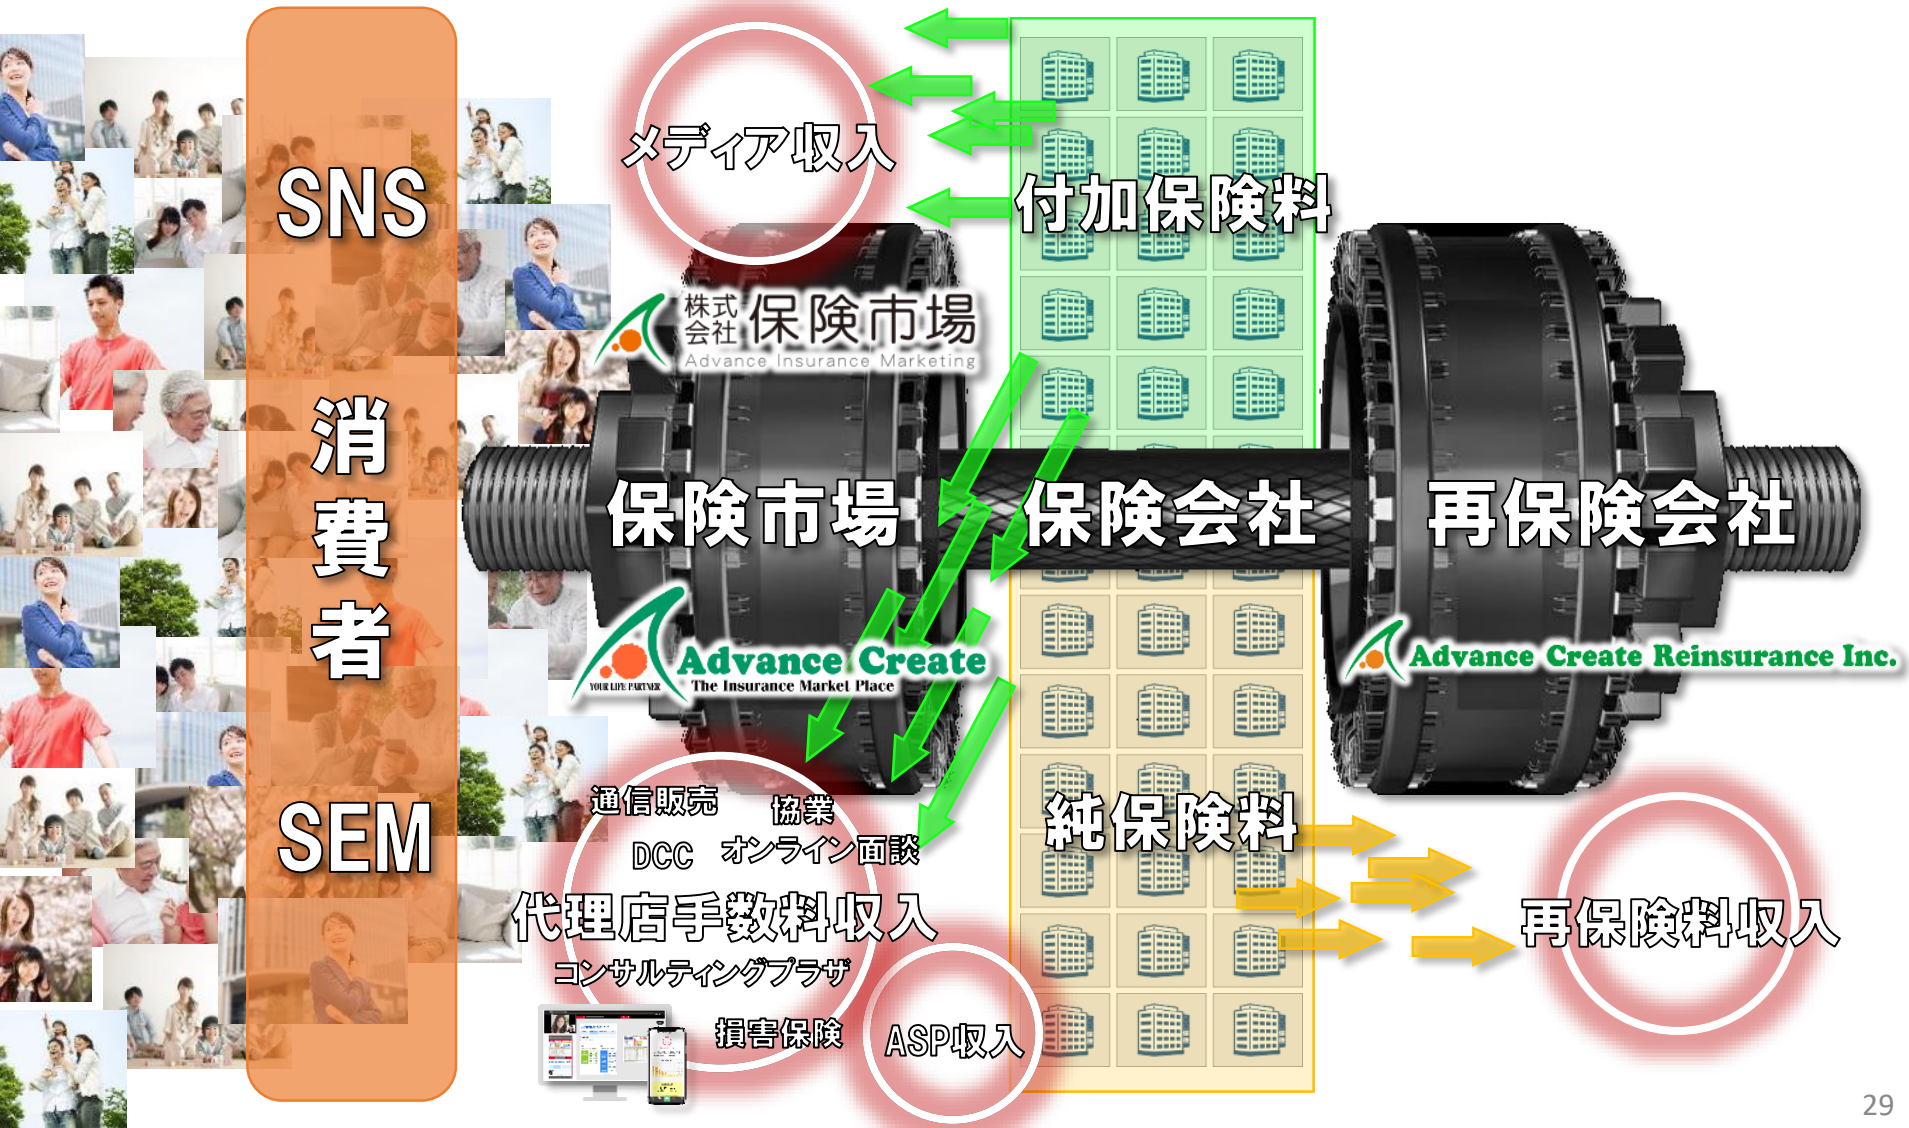 SNS
消費者
SEM
メディア収入
付加保険料
株式会社 保険市場
Advance Insurance Marketing
保険市場
保険会社
再保険会社
Advance Create
YOUR LIFE PARTNER
The Insurance Market Place
Advance Create Reinsurance Inc.
通信販売
協業
DCC
オンライン面談
代理店手数料収入
コンサルティングプラザ
損害保険
ASP収入
純保険料
再保険料収入
29